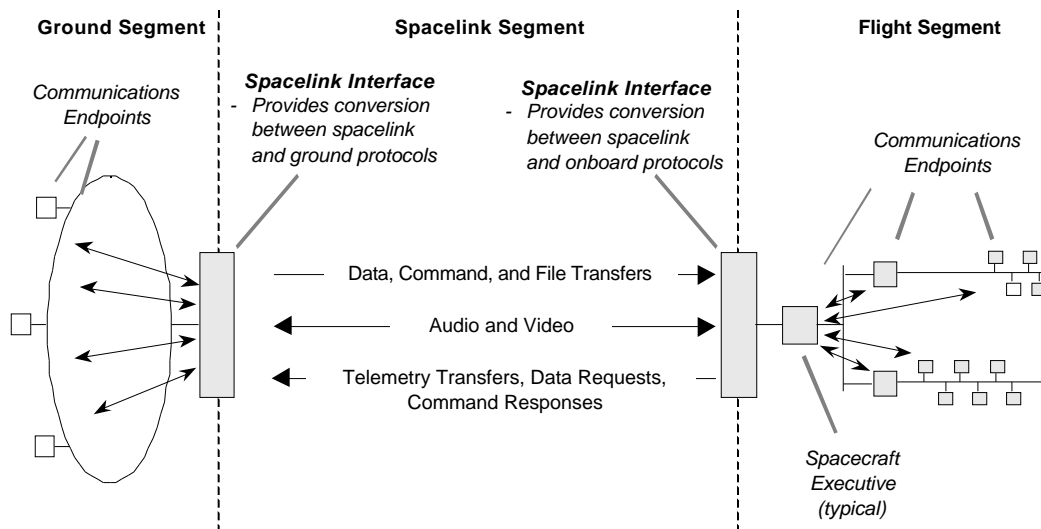 Ground Segment
Spacelink Segment
Flight Segment
Communications
Endpoints
Spacelink Interface
- Provides conversion
between spacelink
and ground protocols
Spacelink Interface
- Provides conversion
between spacelink
and onboard protocols
Communications
Endpoints
Data, Command, and File Transfers
Audio and Video
Telemetry Transfers, Data Requests,
Command Responses
Spacecraft
Executive
(typical)